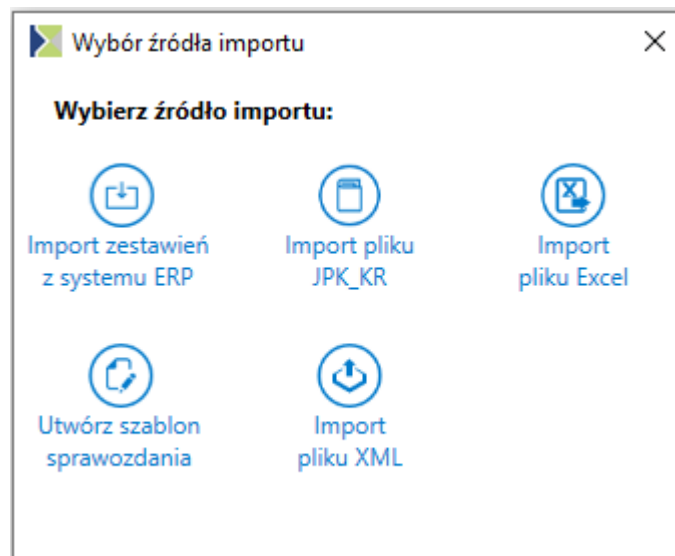 Wybór źródła importu
Wybierz źródło importu:
Import zestawień
z systemu ERP
Import pliku
JPK_KR
Import
pliku Excel
Utwórz szablon
sprawozdania
Import
pliku XML